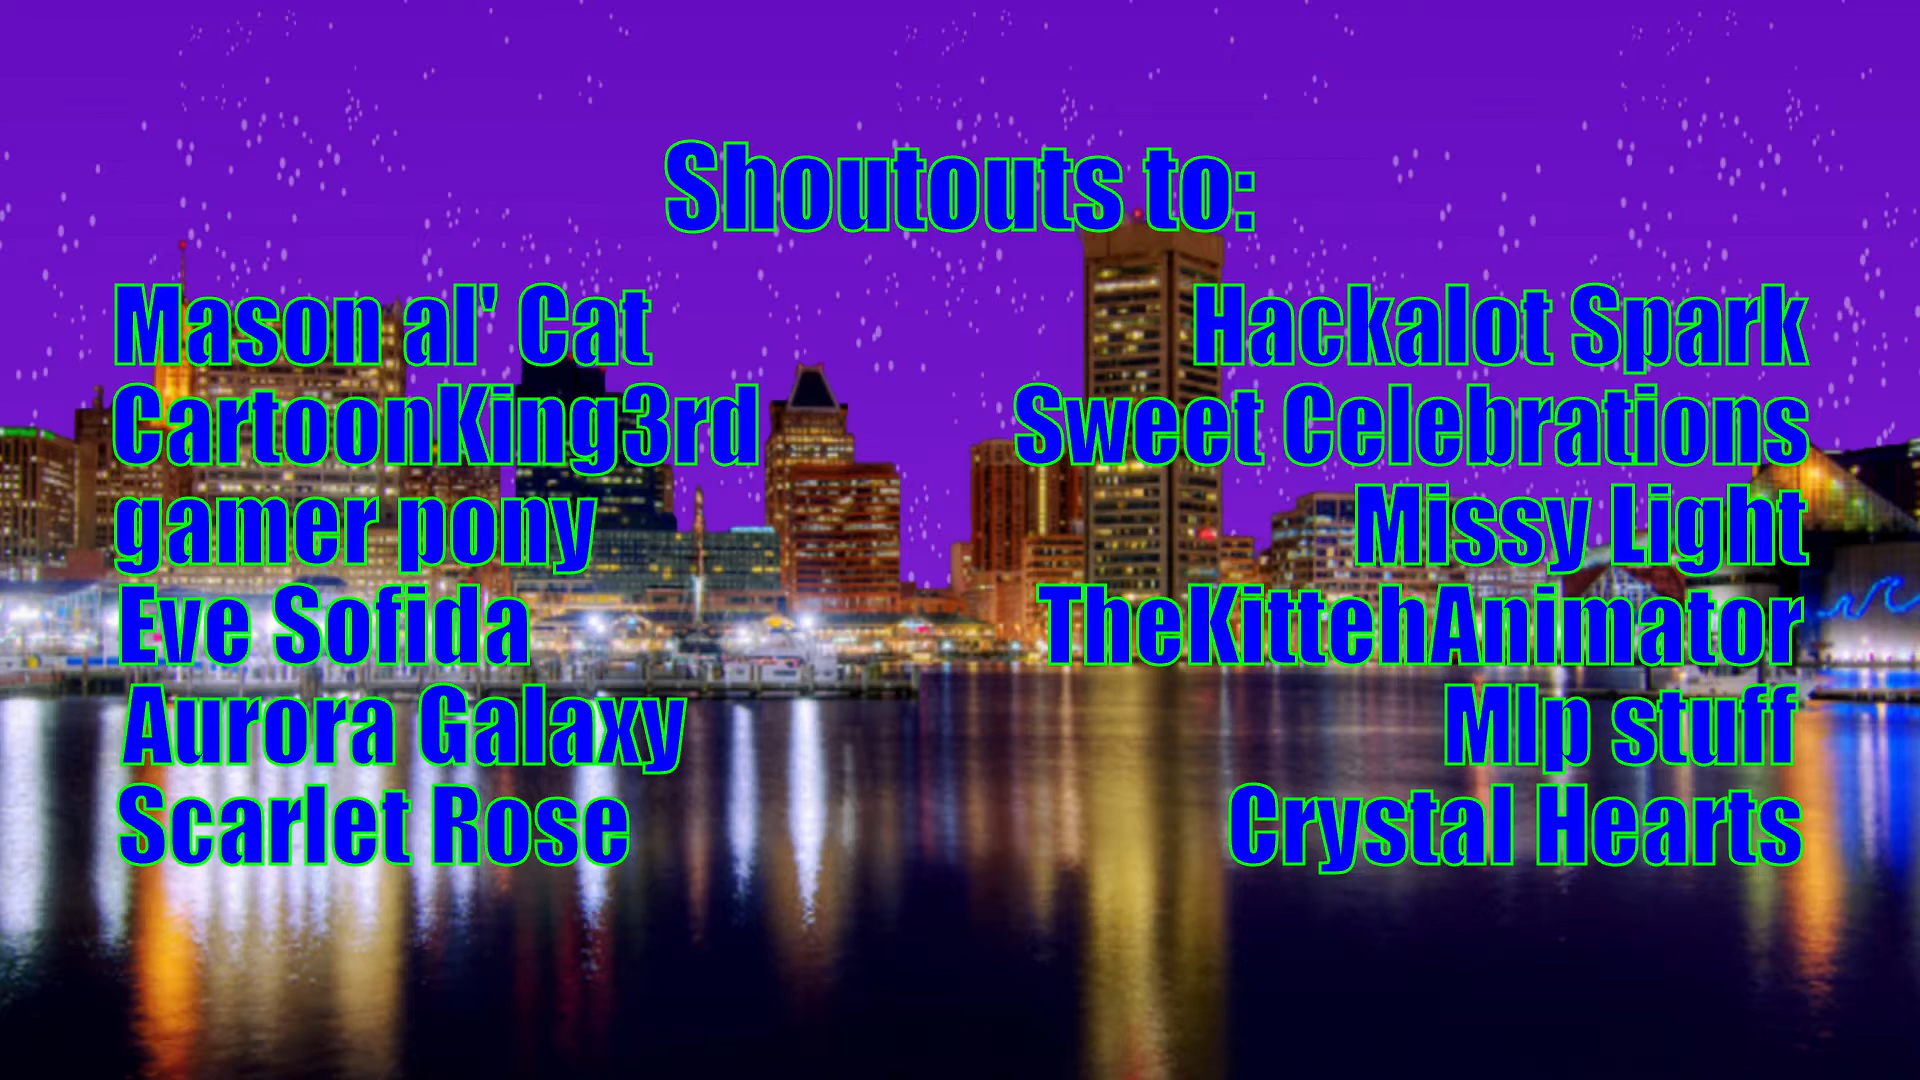 Shoutouts to:
Mason al' Cat
CartoonKing3rd
gamer pony
Eve Sofida
Aurora Galaxy
Scarlet Rose
Hackalot Spark
Sweet Celebrations
Missy Light
TheKittehAnimator
Mlp stuff
Crystal Hearts